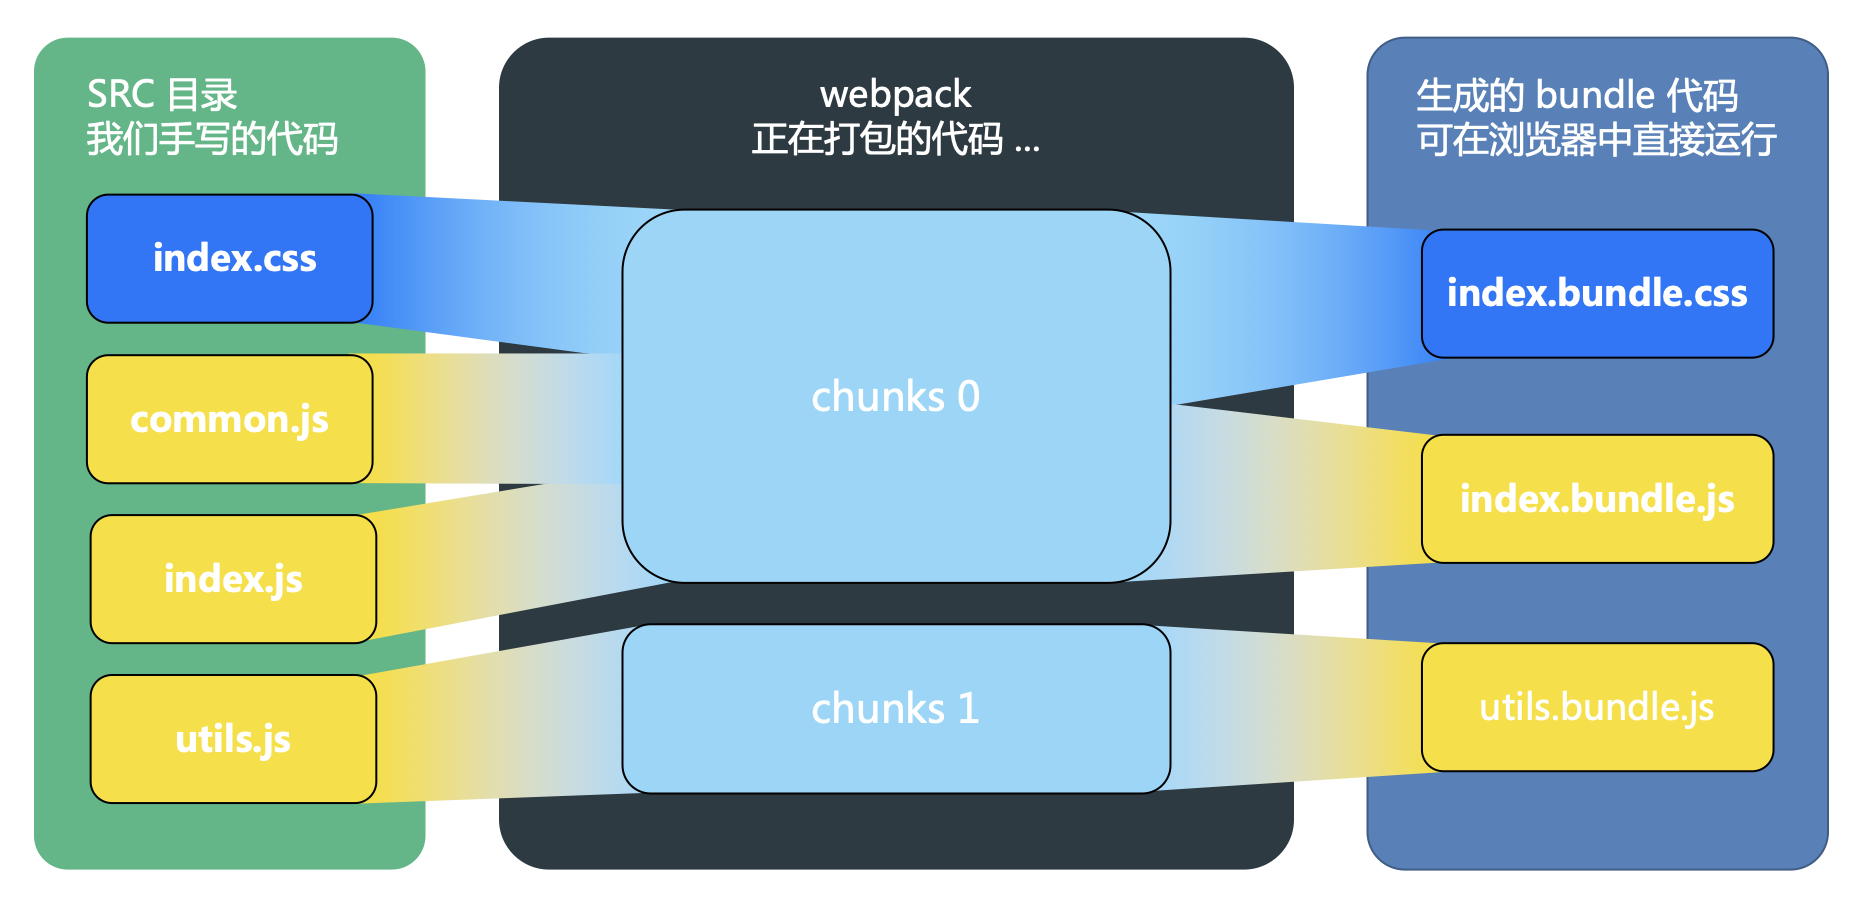 SRC 目录
我们手写的代码
index.css
common.js
index.js
utils.js
webpack
正在打包的代码 ...
chunks 0
chunks 1
生成的 bundle 代码
可在浏览器中直接运行
index.bundle.css
index.bundle.js
utils.bundle.js